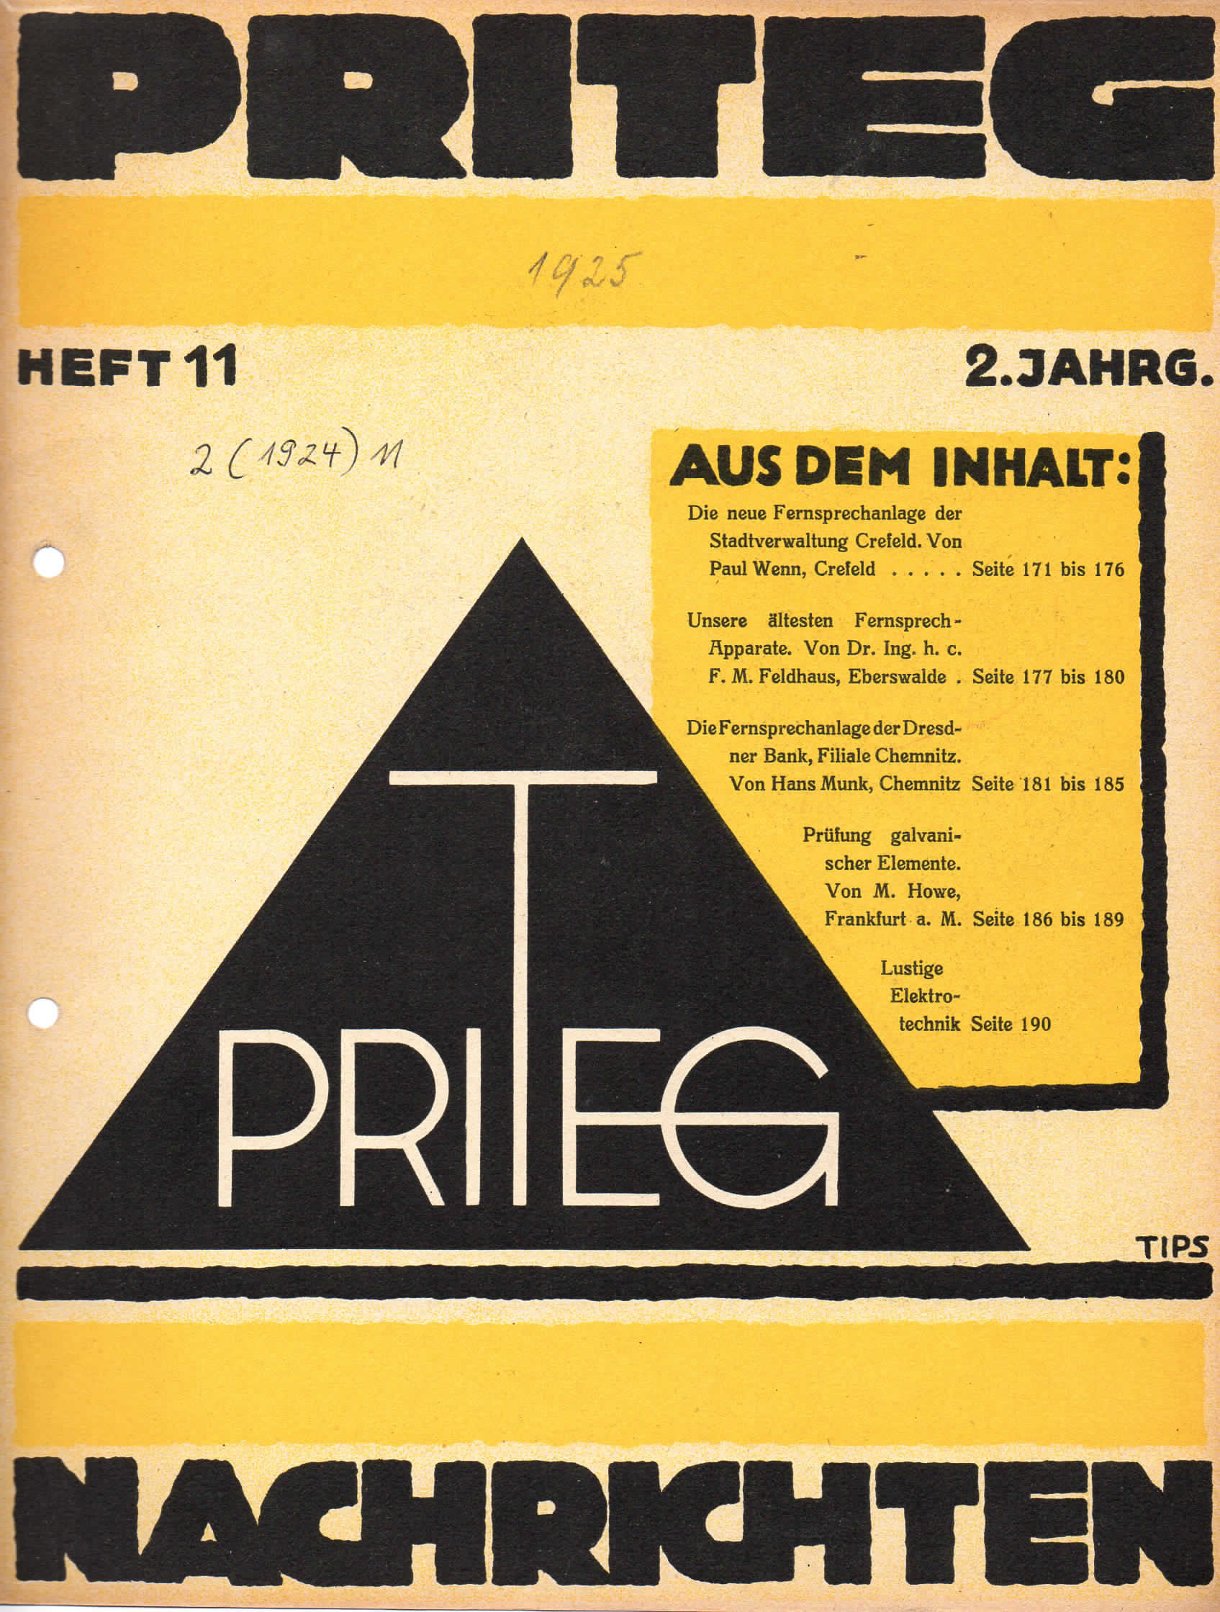 PRITEG
1925
HEFT 11
2. JAHRG.
2 (1924) 11
AUS DEM INHALT:
Die neue Fernsprechanlage der
Stadtverwaltung Crefeld. Von
Paul Wenn, Crefeld . . . . . Seite 171 bis 176
Unsere ältesten Fernsprech-
Apparate. Von Dr. Ing. h. c.
F. M. Feldhaus, Eberswalde . Seite 177 bis 180
Die Fernsprechanlage der Dresd-
ner Bank, Filiale Chemnitz.
Von Hans Munk, Chemnitz Seite 181 bis 185
Prüfung galvani-
scher Elemente.
Von M. Howe,
Frankfurt a. M. Seite 186 bis 189
Lustige
Elektro-
technik Seite 190
PRITEG
TIPS
NACHRICHTEN